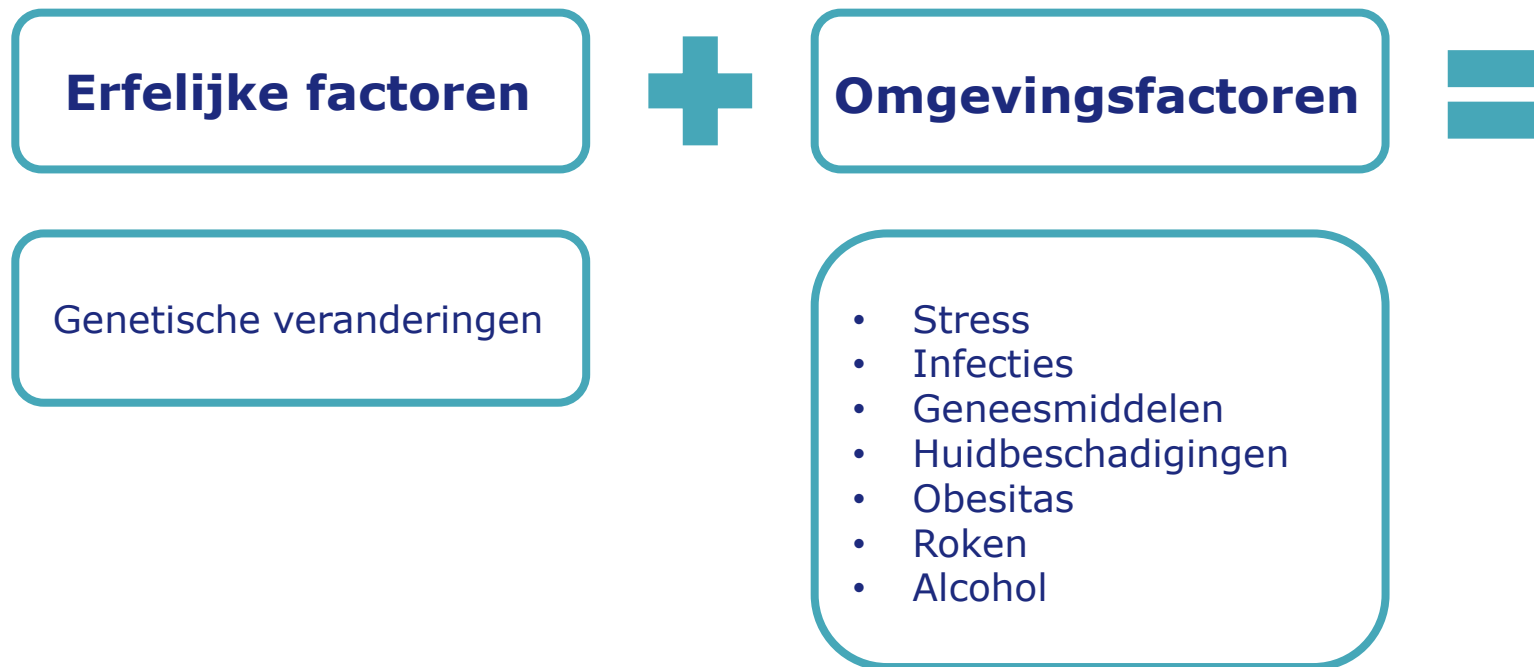 Erfelijke factoren
Omgevingsfactoren
Genetische veranderingen
• Stress
• Infecties
• Geneesmiddelen
• Huidbeschadigingen
• Obesitas
• Roken
• Alcohol